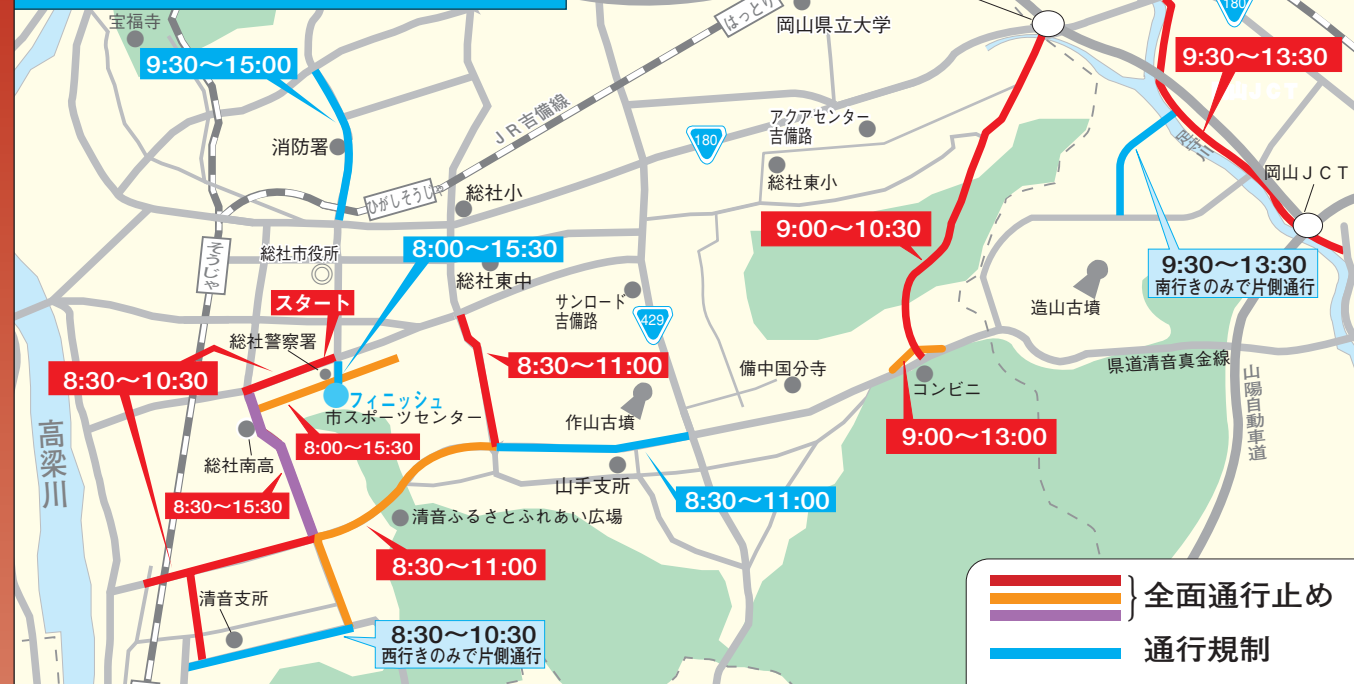 はっとり
岡山県立大学
180
宝福寺
9:30〜15:00
9:30〜13:30
JR吉備線
アクアセンター
吉備路
180
消防署
足守川
岡山JCT
総社東小
総社小
ひがしそうじゃ
9:00〜10:30
そうじゃ
総社市役所
8:00〜15:30
総社東中
9:30〜13:30
南行きのみで片側通行
スタート
サンロード
吉備路
429
造山古墳
総社警察署
8:30〜10:30
8:30〜11:00
備中国分寺
県道清音真金線
コンビニ
山陽自動車道
フィニッシュ
市スポーツセンター
作山古墳
高梁川
8:00〜15:30
9:00〜13:00
総社南高
山手支所
8:30〜15:30
8:30〜11:00
清音ふるさとふれあい広場
8:30〜11:00
清音支所
全面通行止め
8:30〜10:30
西行きのみで片側通行
通行規制